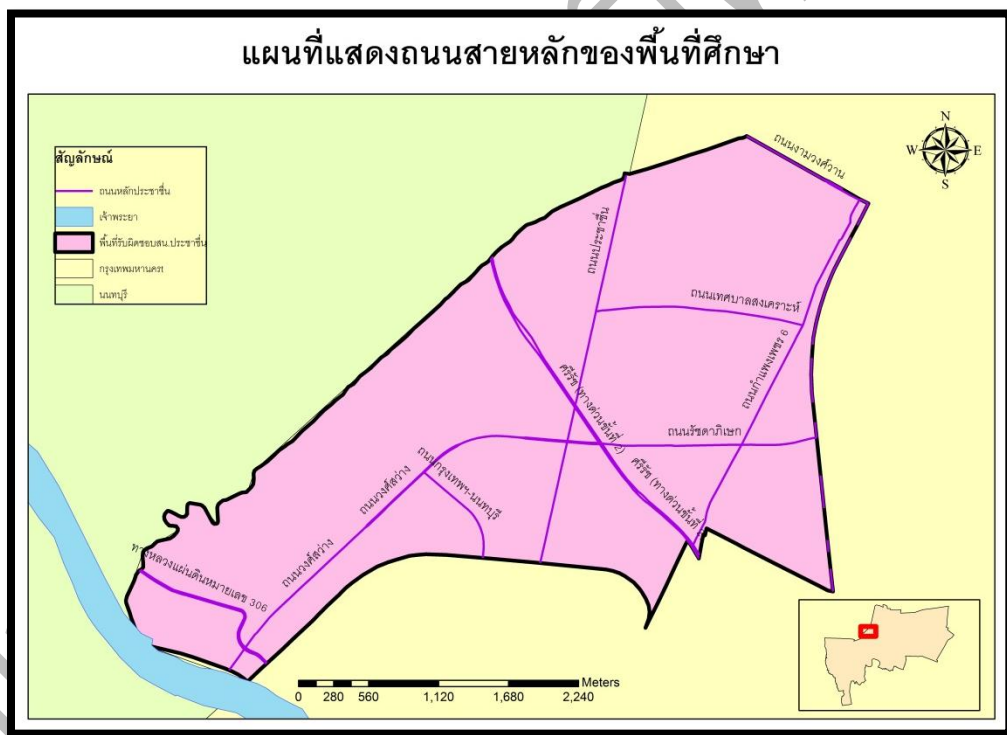 แผนที่แสดงถนนสายหลักของพื้นที่ศึกษา
สัญลักษณ์
ถนนหลักประชาชื่น
เจ้าพระยา
พื้นที่รับผิดชอบสน.ประชาชื่น
กรุงเทพมหานคร
นนทบุรี
N
W
E
S
ถนนงามวงศ์วาน
ถนนประชาชื่น
ถนนเทศบาลสงเคราะห์
ถนนกำแพงเพชร 6
ศรีรัช (ทางด่วนขั้นที่ 2)
ถนนรัชดาภิเษก
ถนนกรุงเทพฯ-นนทบุรี
ถนนวงศ์สว่าง
ศรีรัช (ทางด่วนขั้นที่
ถนนวงศ์สว่าง
ทางหลวงแผ่นดินหมายเลข 306
Meters
0 280 560 1,120 1,680 2,240